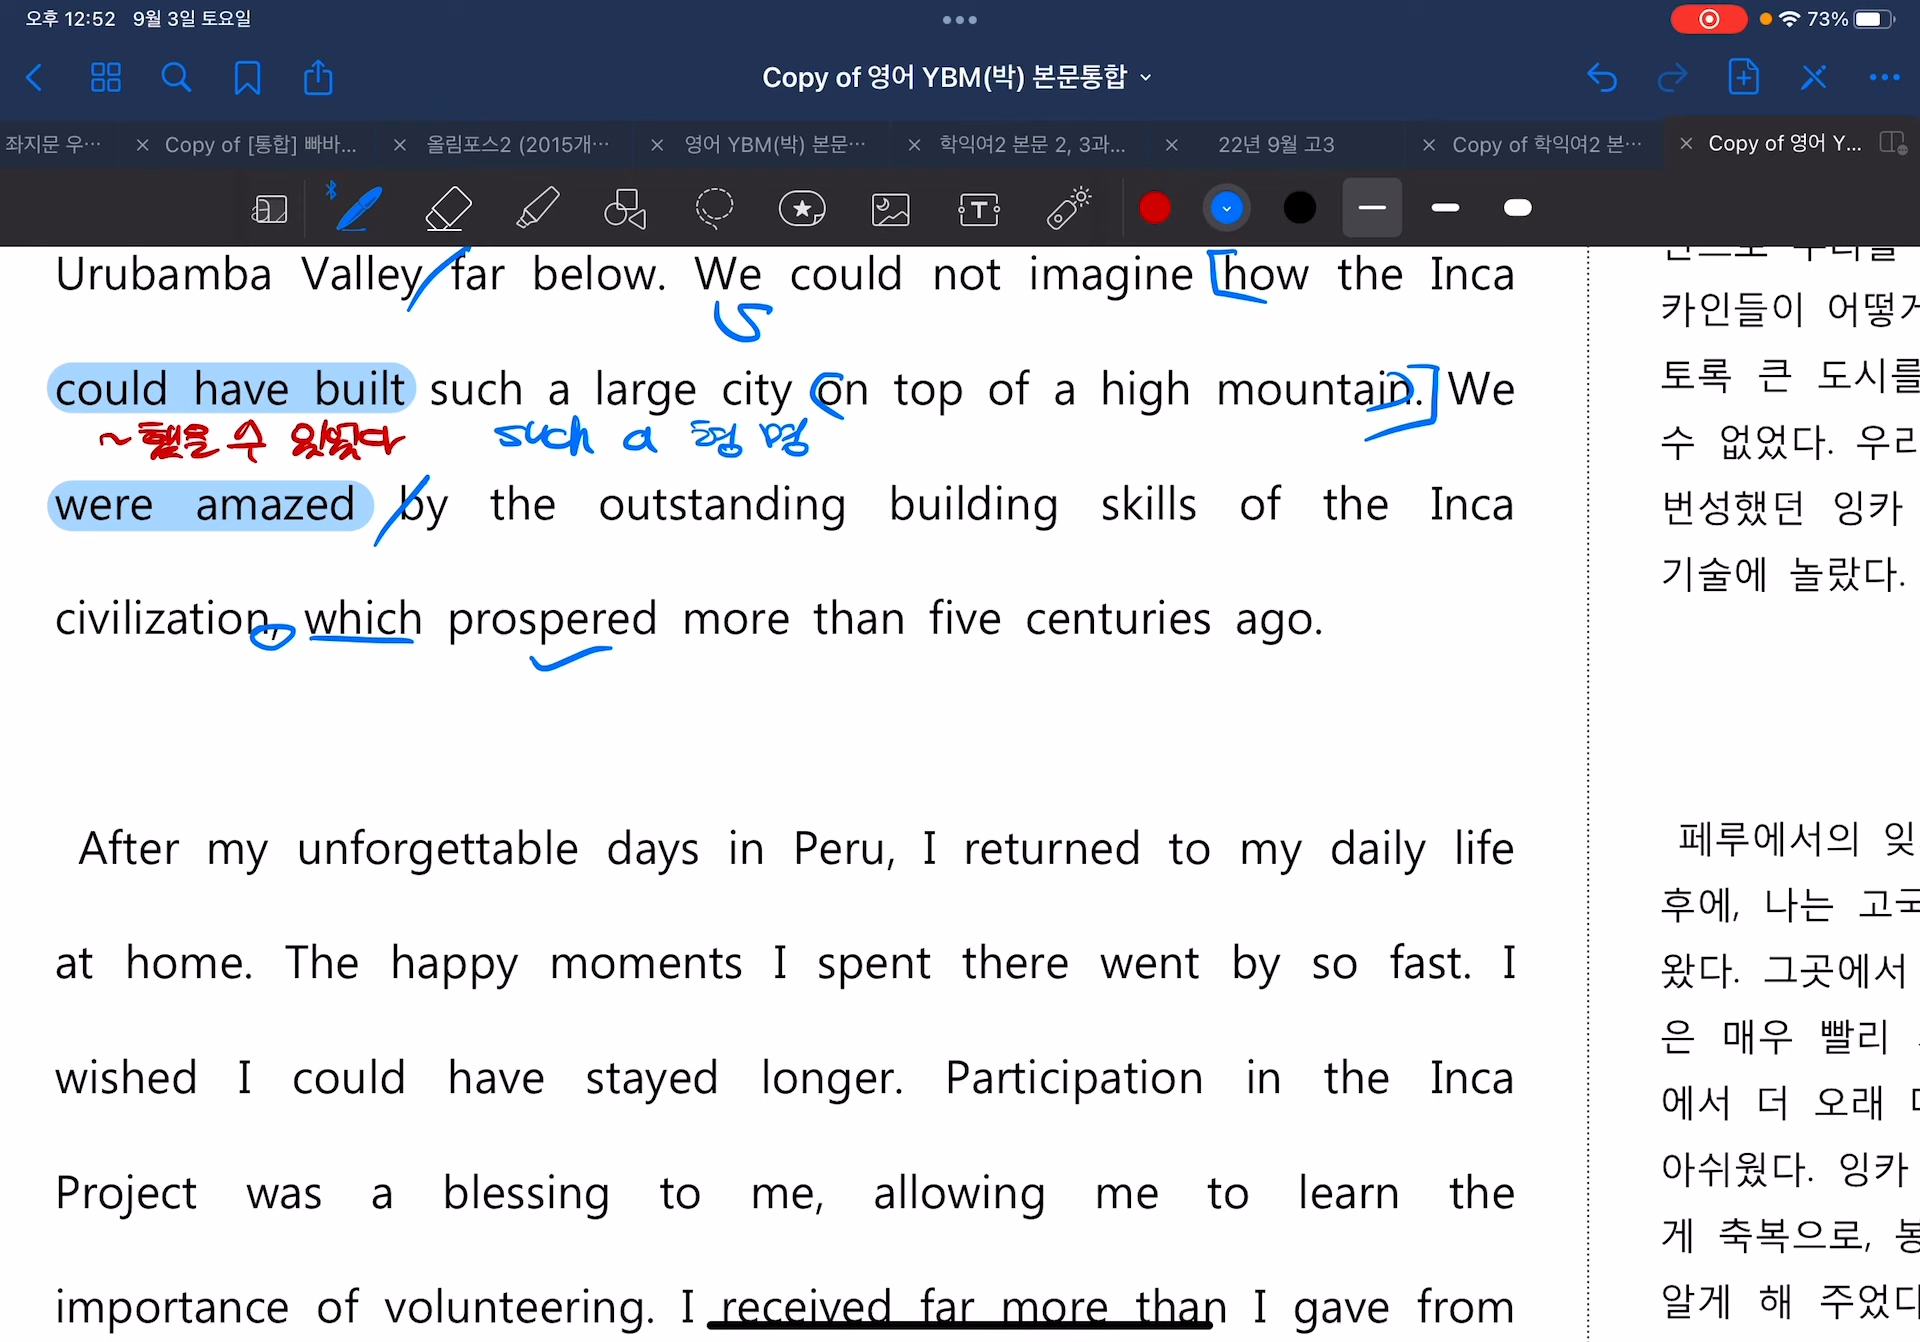 오후 12:52 9월 3일 토요일
73%
Copy of 영어 YBM(박) 본문통합
좌지문 우… Copy of [통합] 빠바… 올림포스2 (2015개… 영어 YBM(박) 본문… 학익여2 본문 2, 3과… 22년 9월 고3 Copy of 학익여2 본… Copy of 영어 Y…
T
Urubamba Valley far below. We could not imagine how the Inca
S
could have built such a large city on top of a high mountain. We
~했을 수 있었다 such a 형 명
were amazed by the outstanding building skills of the Inca
civilization, which prospered more than five centuries ago.
After my unforgettable days in Peru, I returned to my daily life
at home. The happy moments I spent there went by so fast. I
wished I could have stayed longer. Participation in the Inca
Project was a blessing to me, allowing me to learn the
importance of volunteering. I received far more than I gave from
카인들이 어떻게
토록 큰 도시를
수 없었다. 우리
번성했던 잉카
기술에 놀랐다.
페루에서의 잊
후에, 나는 고국
왔다. 그곳에서
은 매우 빨리
에서 더 오래
아쉬웠다. 잉카
게 축복으로, 봉
알게 해 주었다